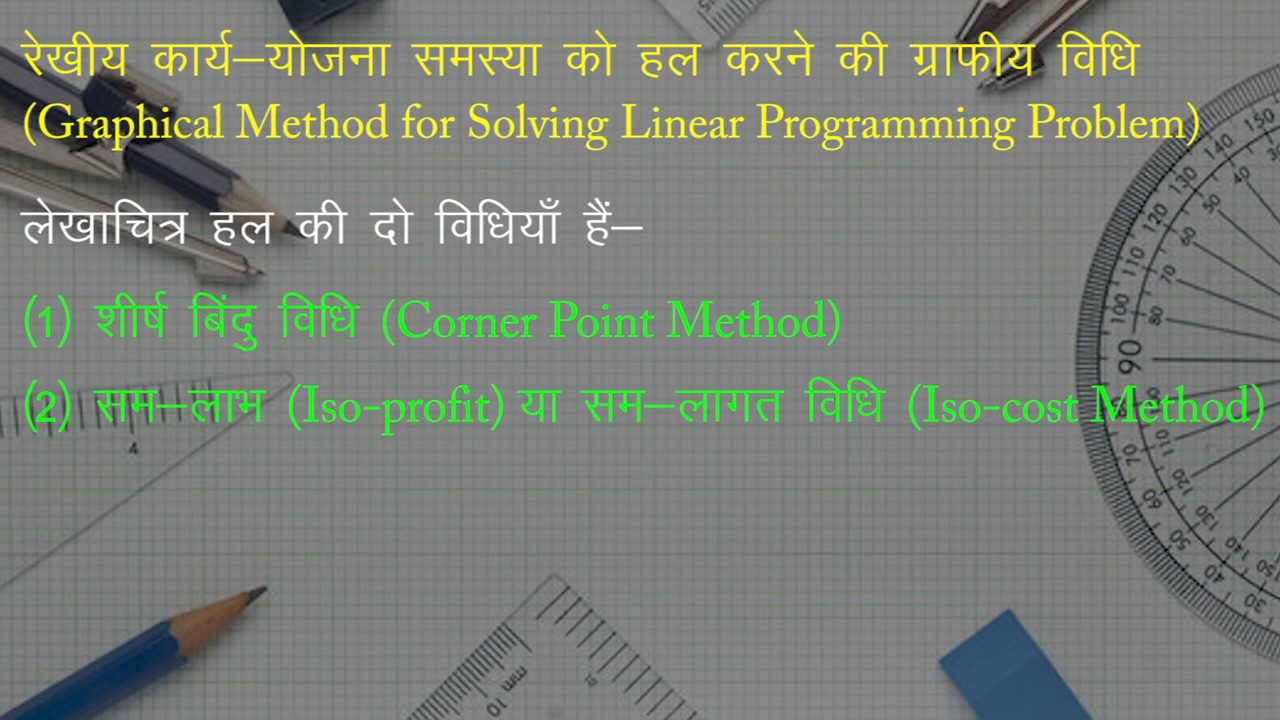 रेखीय कार्य–योजना समस्या को हल करने की ग्राफीय विधि
(Graphical Method for Solving Linear Programming Problem)
लेखाचित्र हल की दो विधियाँ हैं–
(1) शीर्ष बिंदु विधि (Corner Point Method)
(2) सम–लाभ (Iso-profit) या सम–लागत विधि (Iso-cost Method)